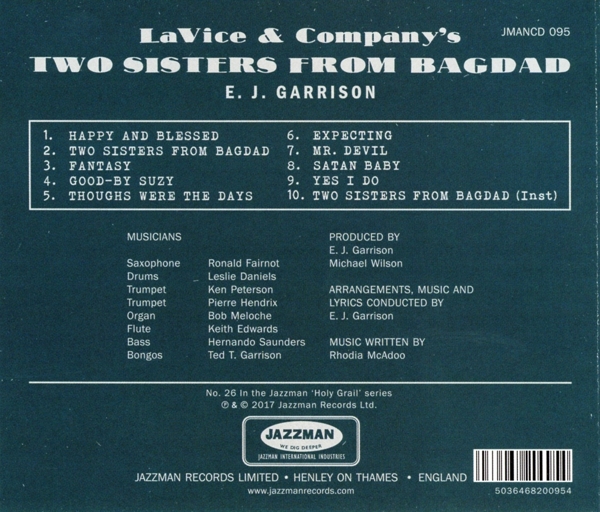 LaVice & Company's
JMANCD 095
TWO SISTERS FROM BAGDAD
E. J. GARRISON
1. HAPPY AND BLESSED
2. TWO SISTERS FROM BAGDAD
3. FANTASY
4. GOOD-BY SUZY
5. THOUGHS WERE THE DAYS
6. EXPECTING
7. MR. DEVIL
8. SATAN BABY
9. YES I DO
10. TWO SISTERS FROM BAGDAD (Inst)
MUSICIANS
Saxophone Ronald Fairnot
Drums Leslie Daniels
Trumpet Ken Peterson
Trumpet Pierre Hendrix
Organ Bob Meloche
Flute Keith Edwards
Bass Hernando Saunders
Bongos Ted T. Garrison
PRODUCED BY
E. J. Garrison
Michael Wilson
ARRANGEMENTS, MUSIC AND
LYRICS CONDUCTED BY
E. J. Garrison
MUSIC WRITTEN BY
Rhodia McAdoo
No. 26 In the Jazzman 'Holy Grail' series
℗ & © 2017 Jazzman Records Ltd.
JAZZMAN
WE DIG DEEPER
JAZZMAN INTERNATIONAL INDUSTRIES
JAZZMAN RECORDS LIMITED • HENLEY ON THAMES • ENGLAND
www.jazzmanrecords.com
5036468200954